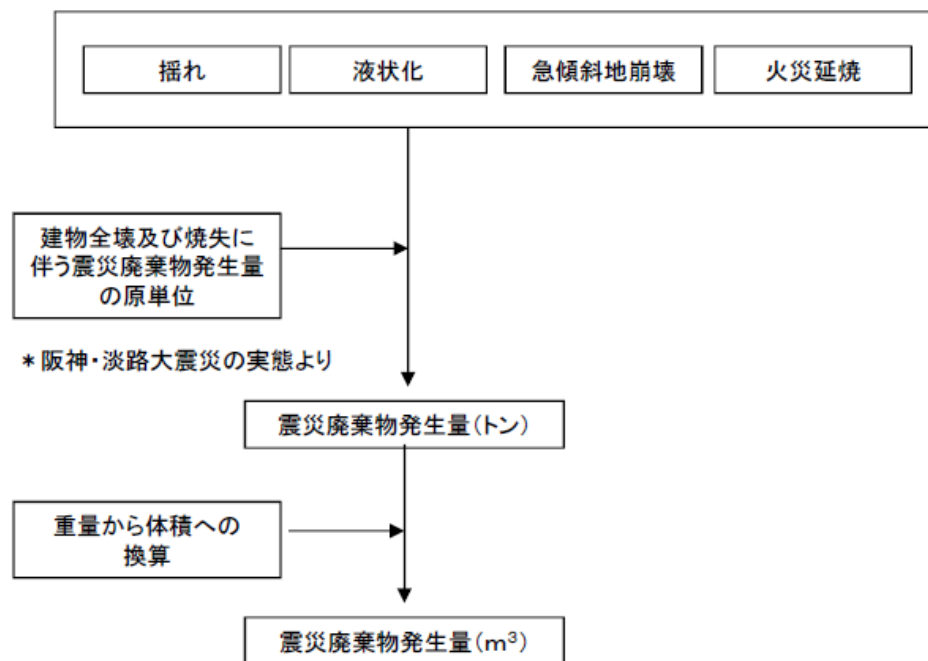 揺れ
液状化
急傾斜地崩壊
火災延焼
建物全壊及び焼失に
伴う震災廃棄物発生量
の原単位
*阪神・淡路大震災の実態より
震災廃棄物発生量(トン)
重量から体積への
換算
震災廃棄物発生量(m³)